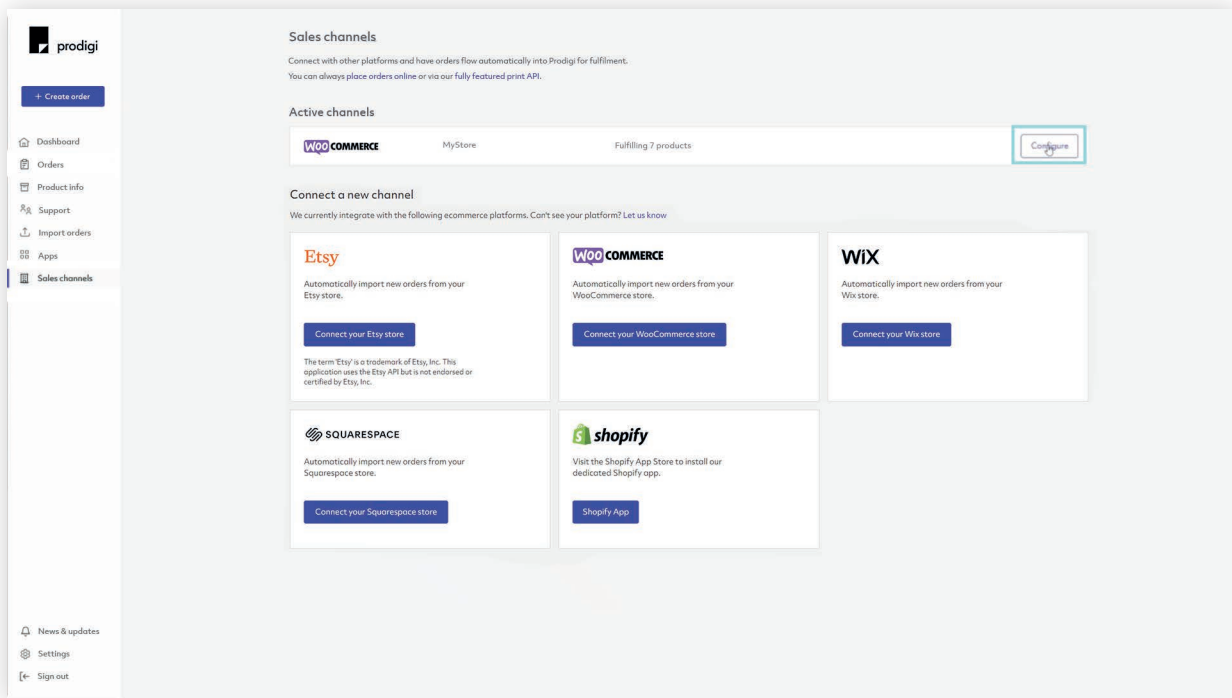 prodigi
+ Create order
Dashboard
Orders
Product info
Support
Import orders
Apps
Sales channels
News & updates
Settings
Sign out
Sales channels
Connect with other platforms and have orders flow automatically into Prodigi for fulfilment.
You can always place orders online or via our fully featured print API.
Active channels
WOO COMMERCE
MyStore
Fulfilling 7 products
Configure
Connect a new channel
We currently integrate with the following ecommerce platforms. Can't see your platform? Let us know
Etsy
Automatically import new orders from your
Etsy store.
Connect your Etsy store
The term 'Etsy' is a trademark of Etsy, Inc. This
application uses the Etsy API but is not endorsed or
certified by Etsy, Inc.
WOO COMMERCE
Automatically import new orders from your
WooCommerce store.
Connect your WooCommerce store
WiX
Automatically import new orders from your
Wix store.
Connect your Wix store
SQUARESPACE
Automatically import new orders from your
Squarespace store.
Connect your Squarespace store
shopify
Visit the Shopify App Store to install our
dedicated Shopify app.
Shopify App